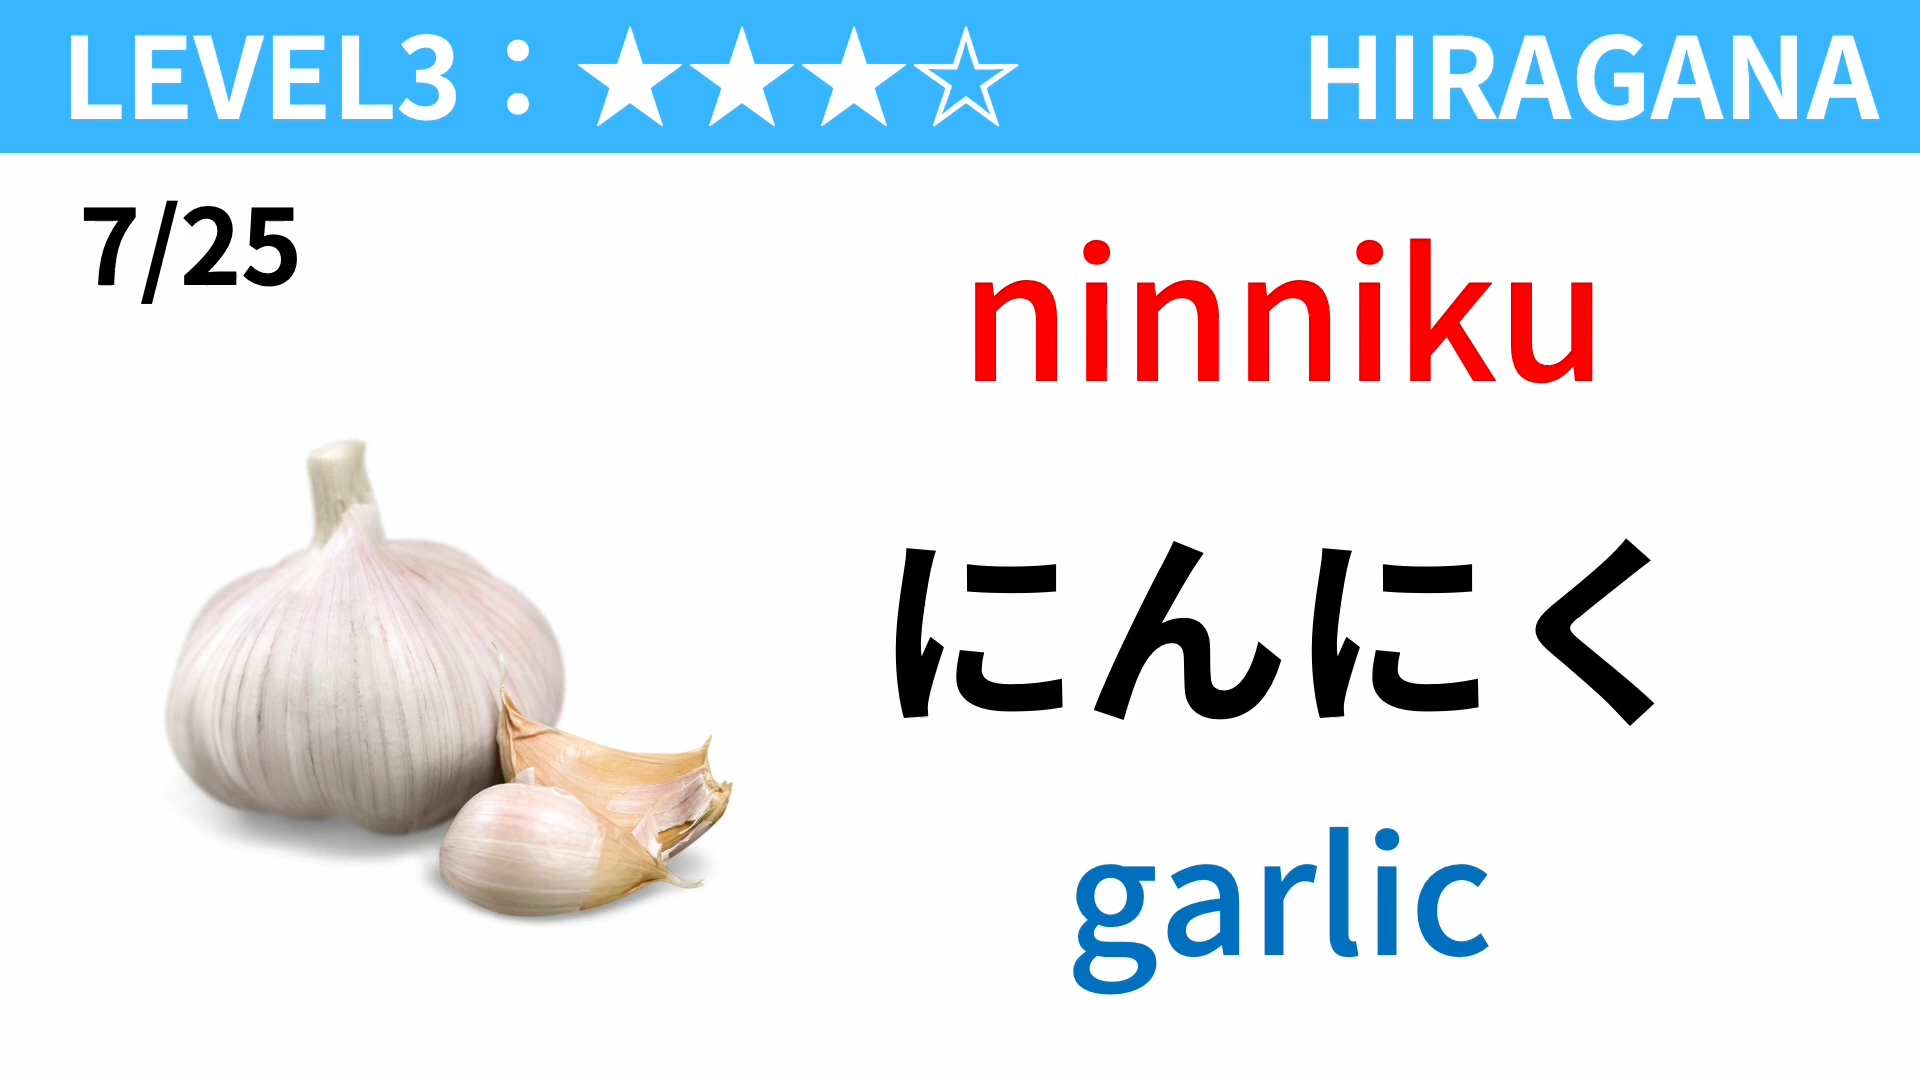 LEVEL3：★★★☆ HIRAGANA
7/25
ninniku
にんにく
garlic